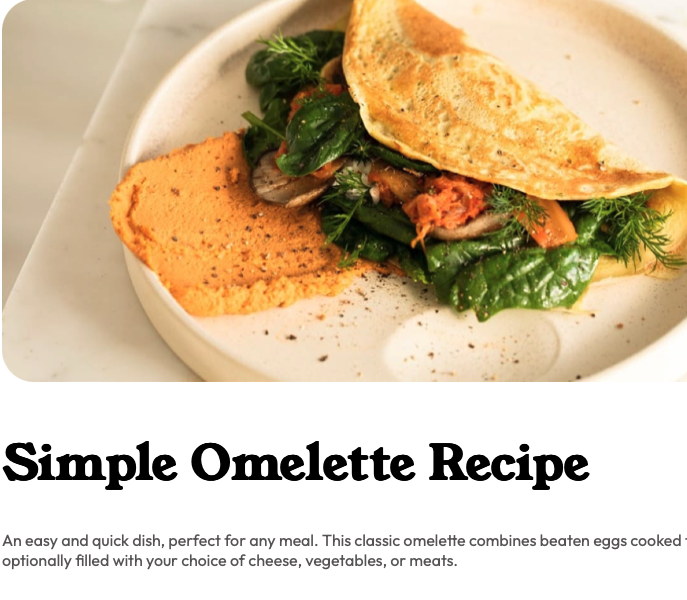 Simple Omelette Recipe
An easy and quick dish, perfect for any meal. This classic omelette combines beaten eggs cooked
optionally filled with your choice of cheese, vegetables, or meats.